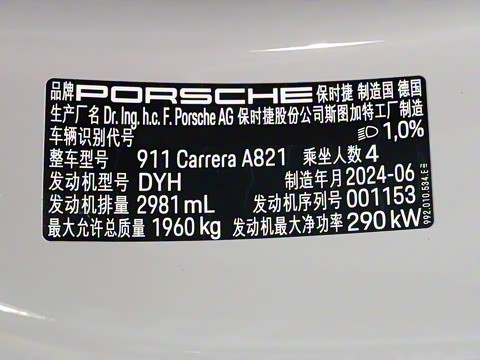 品牌 PORSCHE 保时捷 制造国 德国
生产厂名 Dr. Ing. h.c. F. Porsche AG 保时捷股份公司斯图加特工厂制造
车辆识别代号 1,0%
整车型号 911 Carrera A821 乘坐人数 4
发动机型号 DYH 制造年月 2024-06
发动机排量 2981 mL 发动机序列号 001153
最大允许总质量 1960 kg 发动机最大净功率 290 kW
992.010.534.E